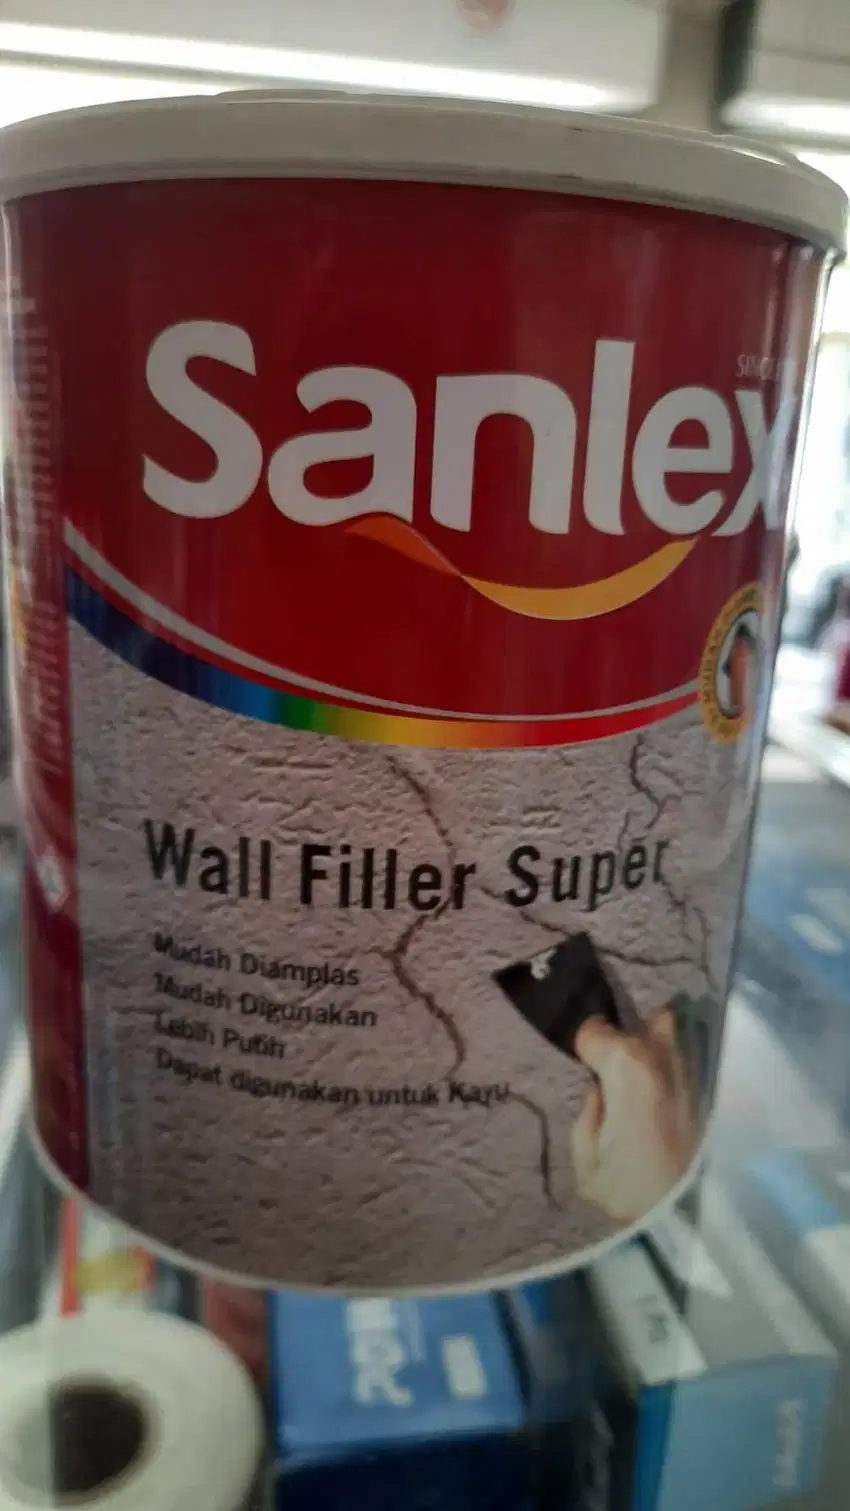 Sanlex
Wall Filler Super
Mudah Diamplas
Mudah Digunakan
Lebih Putih
Dapat digunakan untuk Kayu